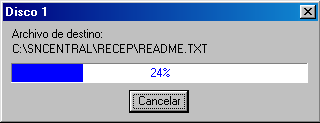 Disco 1
Archivo de destino:
C:\SNCENTRAL\RECEP\README.TXT
24%
Cancelar